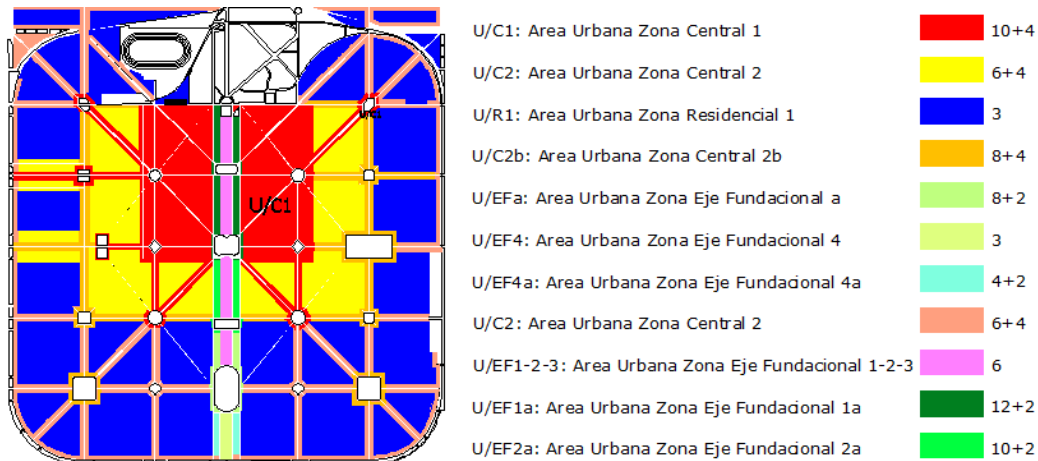 U/C1: Area Urbana Zona Central 1 10+4
U/C2: Area Urbana Zona Central 2 6+4
U/R1: Area Urbana Zona Residencial 1 3
U/C2b: Area Urbana Zona Central 2b 8+4
U/EFa: Area Urbana Zona Eje Fundacional a 8+2
U/EF4: Area Urbana Zona Eje Fundacional 4 3
U/EF4a: Area Urbana Zona Eje Fundacional 4a 4+2
U/C2: Area Urbana Zona Central 2 6+4
U/EF1-2-3: Area Urbana Zona Eje Fundacional 1-2-3 6
U/EF1a: Area Urbana Zona Eje Fundacional 1a 12+2
U/EF2a: Area Urbana Zona Eje Fundacional 2a 10+2
U/C1
U/C1